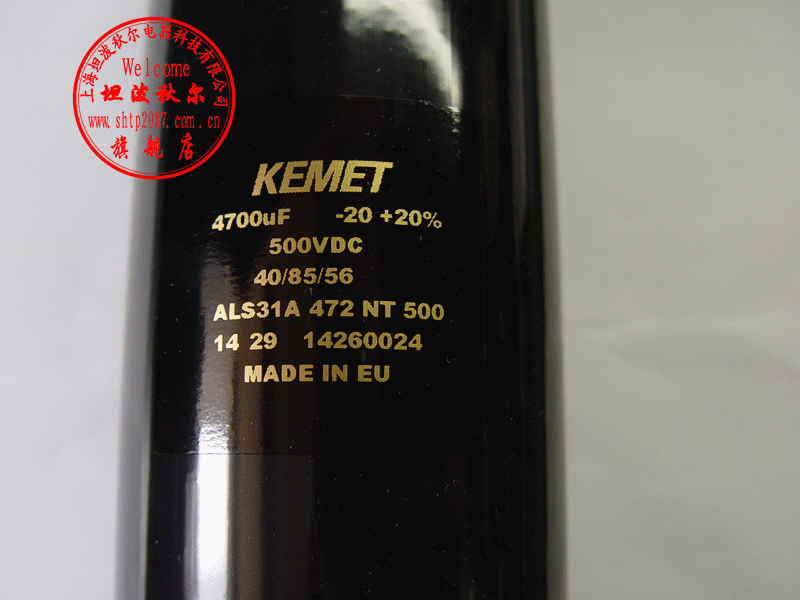 上海坦波秋尔电器科技有限公司
Welcome
坦波秋尔
www.shtp2087.com.cn
旗舰店
KEMET
4700uF -20 +20%
500VDC
40/85/56
ALS31A 472 NT 500
14 29 14260024
MADE IN EU